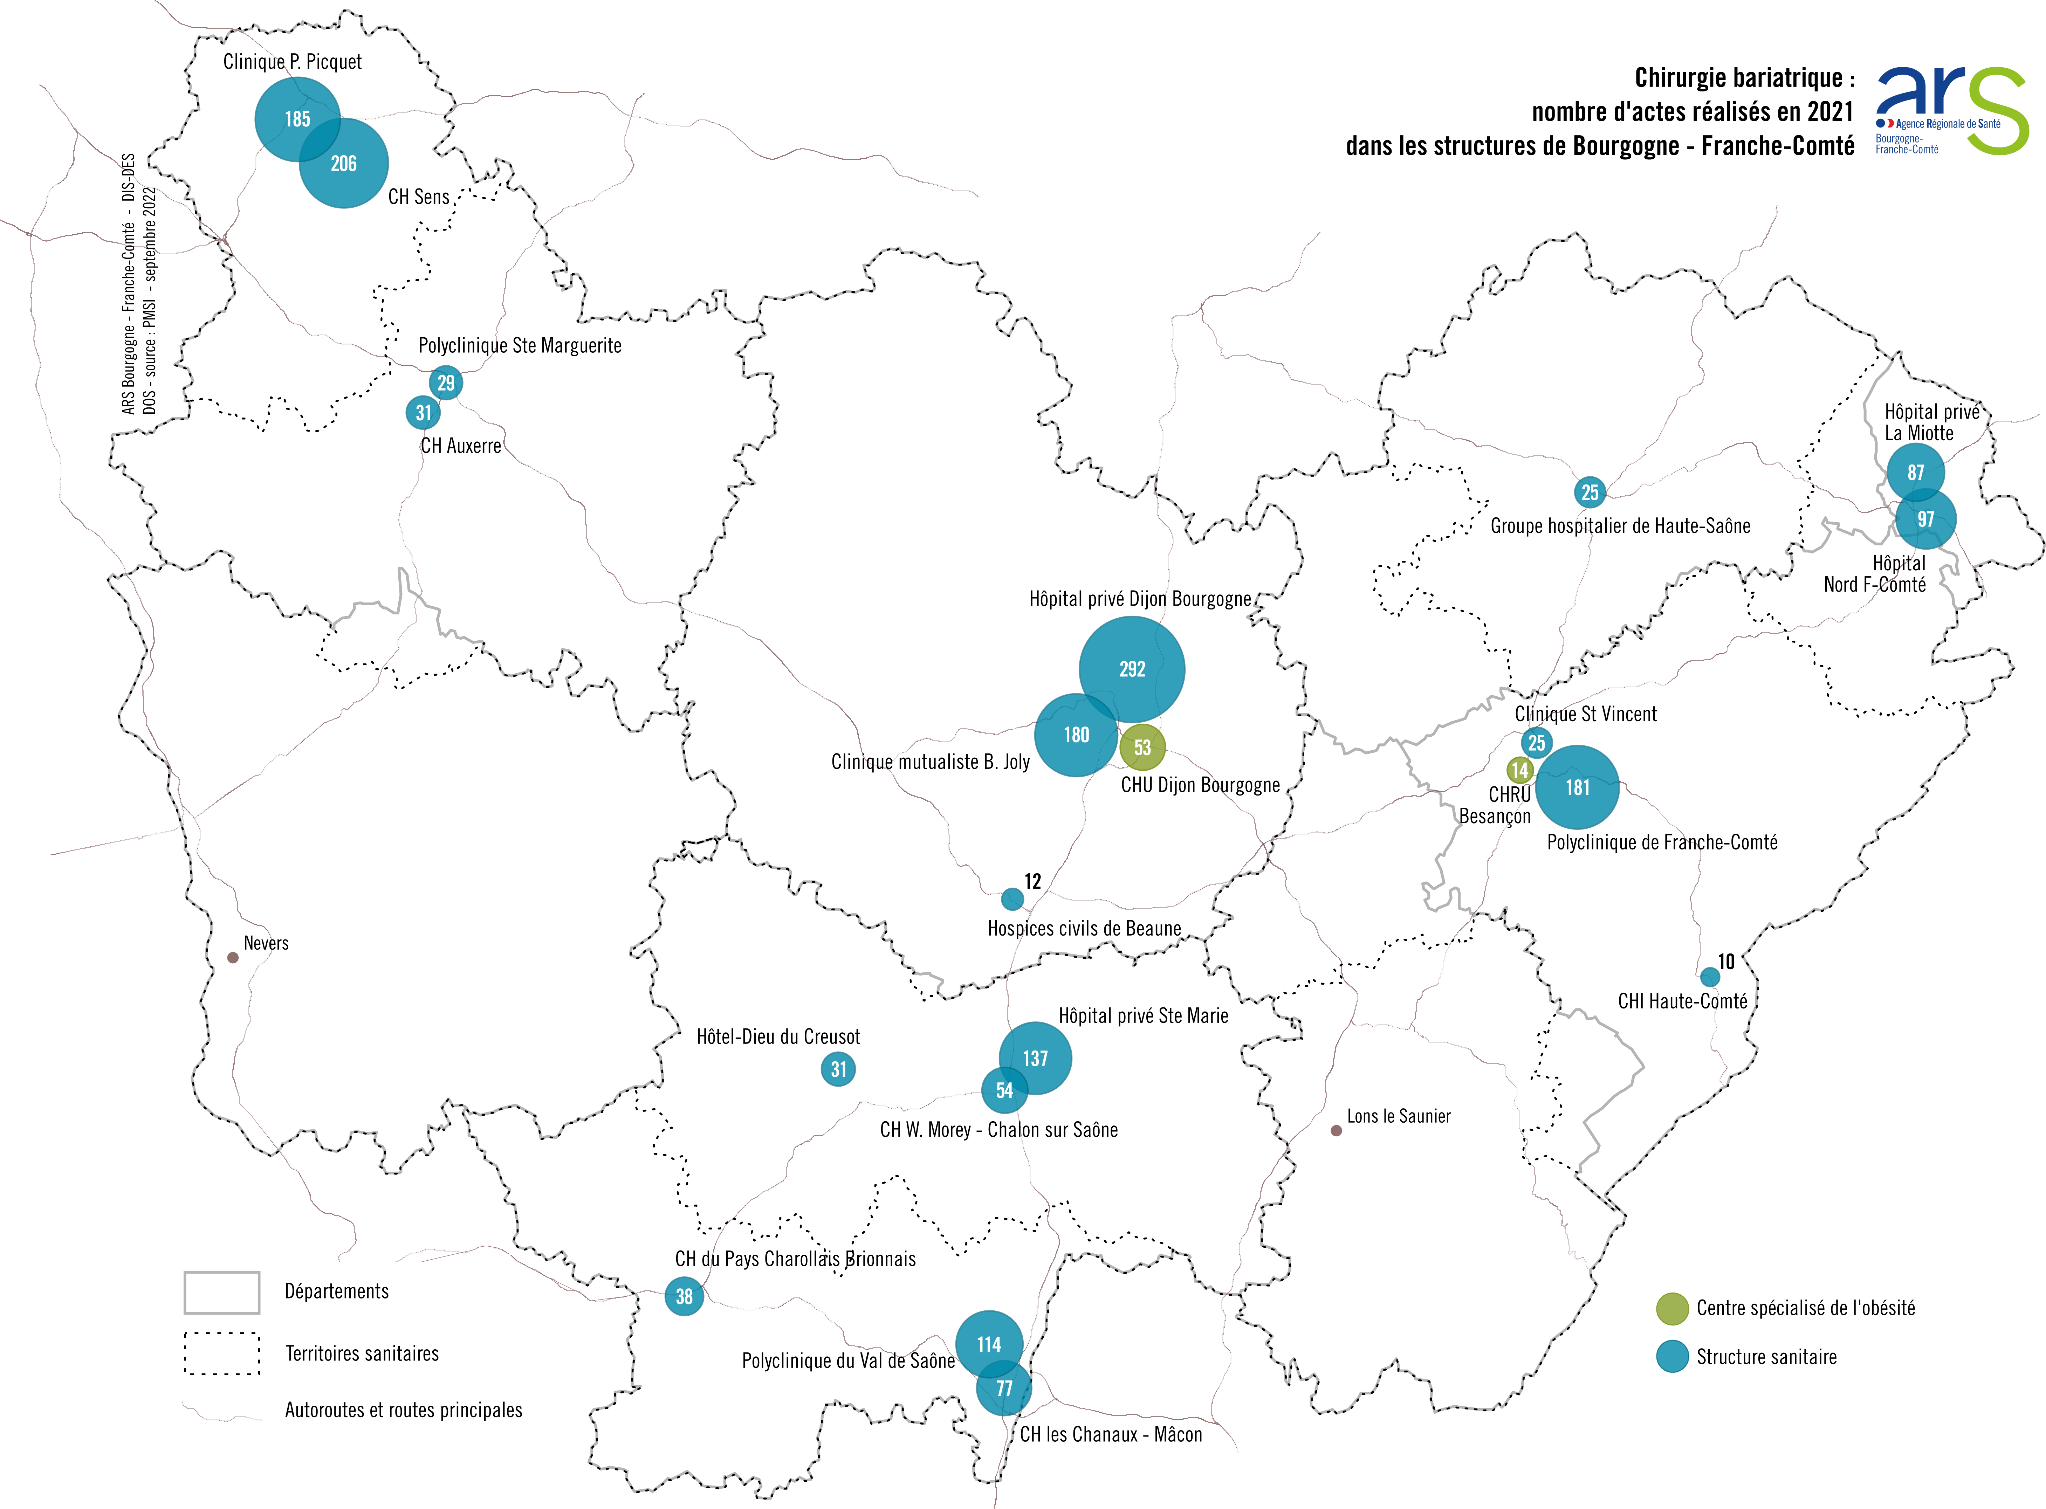 Chirurgie bariatrique :
nombre d'actes réalisés en 2021
dans les structures de Bourgogne - Franche-Comté
ars
Agence Régionale de Santé
Bourgogne-
Franche-Comté
ARS Bourgogne - Franche-Comté - DIS-DES
DOS - source : PMSI - septembre 2022
Clinique P. Picquet
185
206
CH Sens
Polyclinique Ste Marguerite
29
31
CH Auxerre
Hôpital privé
La Miotte
87
97
Hôpital
Nord F-Comté
25
Groupe hospitalier de Haute-Saône
Hôpital privé Dijon Bourgogne
292
180
53
Clinique mutualiste B. Joly
CHU Dijon Bourgogne
Clinique St Vincent
25
14
181
CHRU
Besançon
Polyclinique de Franche-Comté
12
Hospices civils de Beaune
Nevers
10
CHI Haute-Comté
Hôpital privé Ste Marie
137
Hôtel-Dieu du Creusot
31
54
CH W. Morey - Chalon sur Saône
Lons le Saunier
CH du Pays Charollais Brionnais
38
114
Polyclinique du Val de Saône
77
CH les Chanaux - Mâcon
Départements
Territoires sanitaires
Autoroutes et routes principales
Centre spécialisé de l'obésité
Structure sanitaire